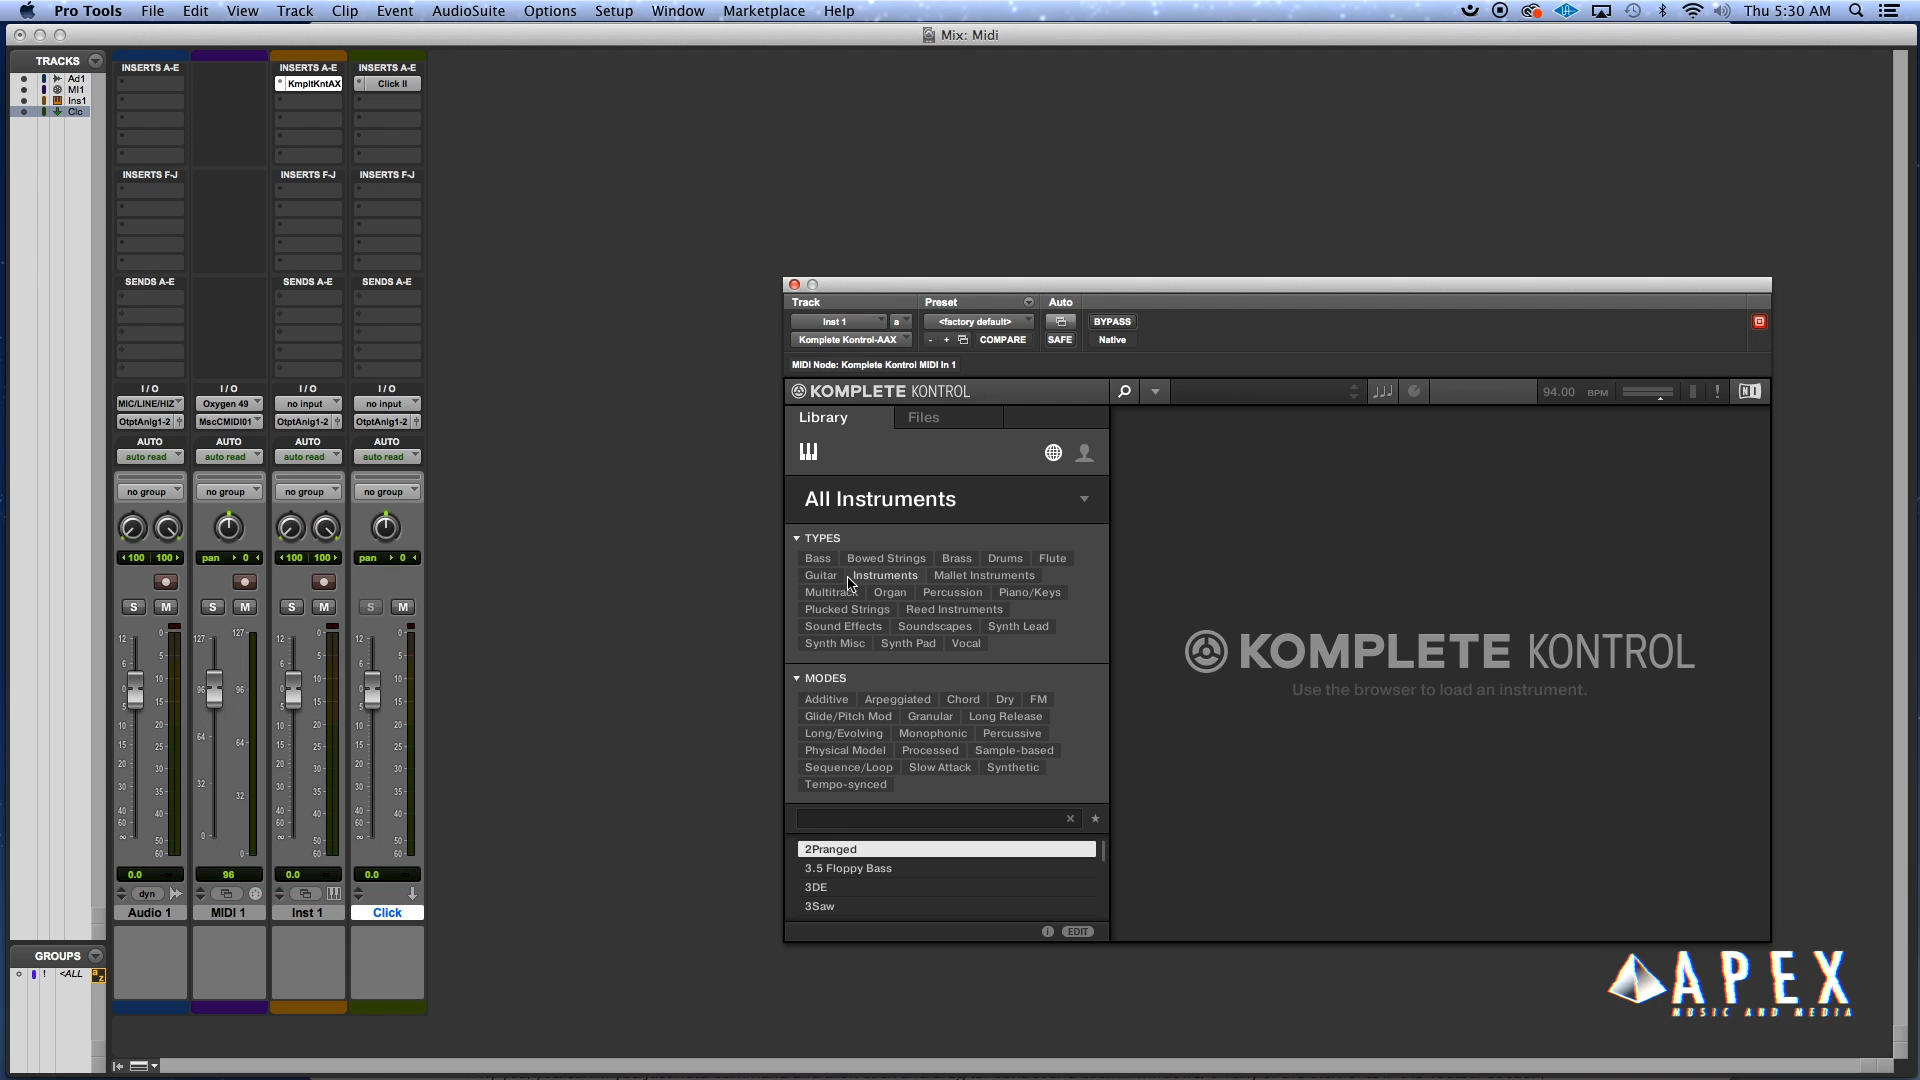 Pro Tools File Edit View Track Clip Event AudioSuite Options Setup Window Marketplace Help Thu 5:30 AM
Mix: Midi
TRACKS
Ad1
MI1
Ins1
Clc
INSERTS A-E INSERTS A-E INSERTS A-E
KmpltKntAX Click II
INSERTS F-J INSERTS F-J INSERTS F-J
SENDS A-E SENDS A-E SENDS A-E
I / O I / O I / O I / O
MIC/LINE/HIZ Oxygen 49 no input no input
OtptAnlg1-2 MscCMIDI01 OtptAnlg1-2 OtptAnlg1-2
AUTO AUTO AUTO AUTO
auto read auto read auto read auto read
no group no group no group no group
100 100 pan 0 100 100 pan 0
S M S M S M S M
0.0 96 0.0 0.0
dyn
Audio 1 MIDI 1 Inst 1 Click
GROUPS
! <ALL a z
Track Preset Auto
Inst 1 a <factory default> BYPASS
Komplete Kontrol-AAX - + COMPARE SAFE Native
MIDI Node: Komplete Kontrol MIDI In 1
KOMPLETE KONTROL 94.00 BPM !
Library Files
All Instruments
TYPES
Bass Bowed Strings Brass Drums Flute
Guitar Instruments Mallet Instruments
Multitrack Organ Percussion Piano/Keys
Plucked Strings Reed Instruments
Sound Effects Soundscapes Synth Lead
Synth Misc Synth Pad Vocal
MODES
Additive Arpeggiated Chord Dry FM
Glide/Pitch Mod Granular Long Release
Long/Evolving Monophonic Percussive
Physical Model Processed Sample-based
Sequence/Loop Slow Attack Synthetic
Tempo-synced
2Pranged
3.5 Floppy Bass
3DE
3Saw
EDIT
KOMPLETE KONTROL
Use the browser to load an instrument.
APEX
MUSIC AND MEDIA